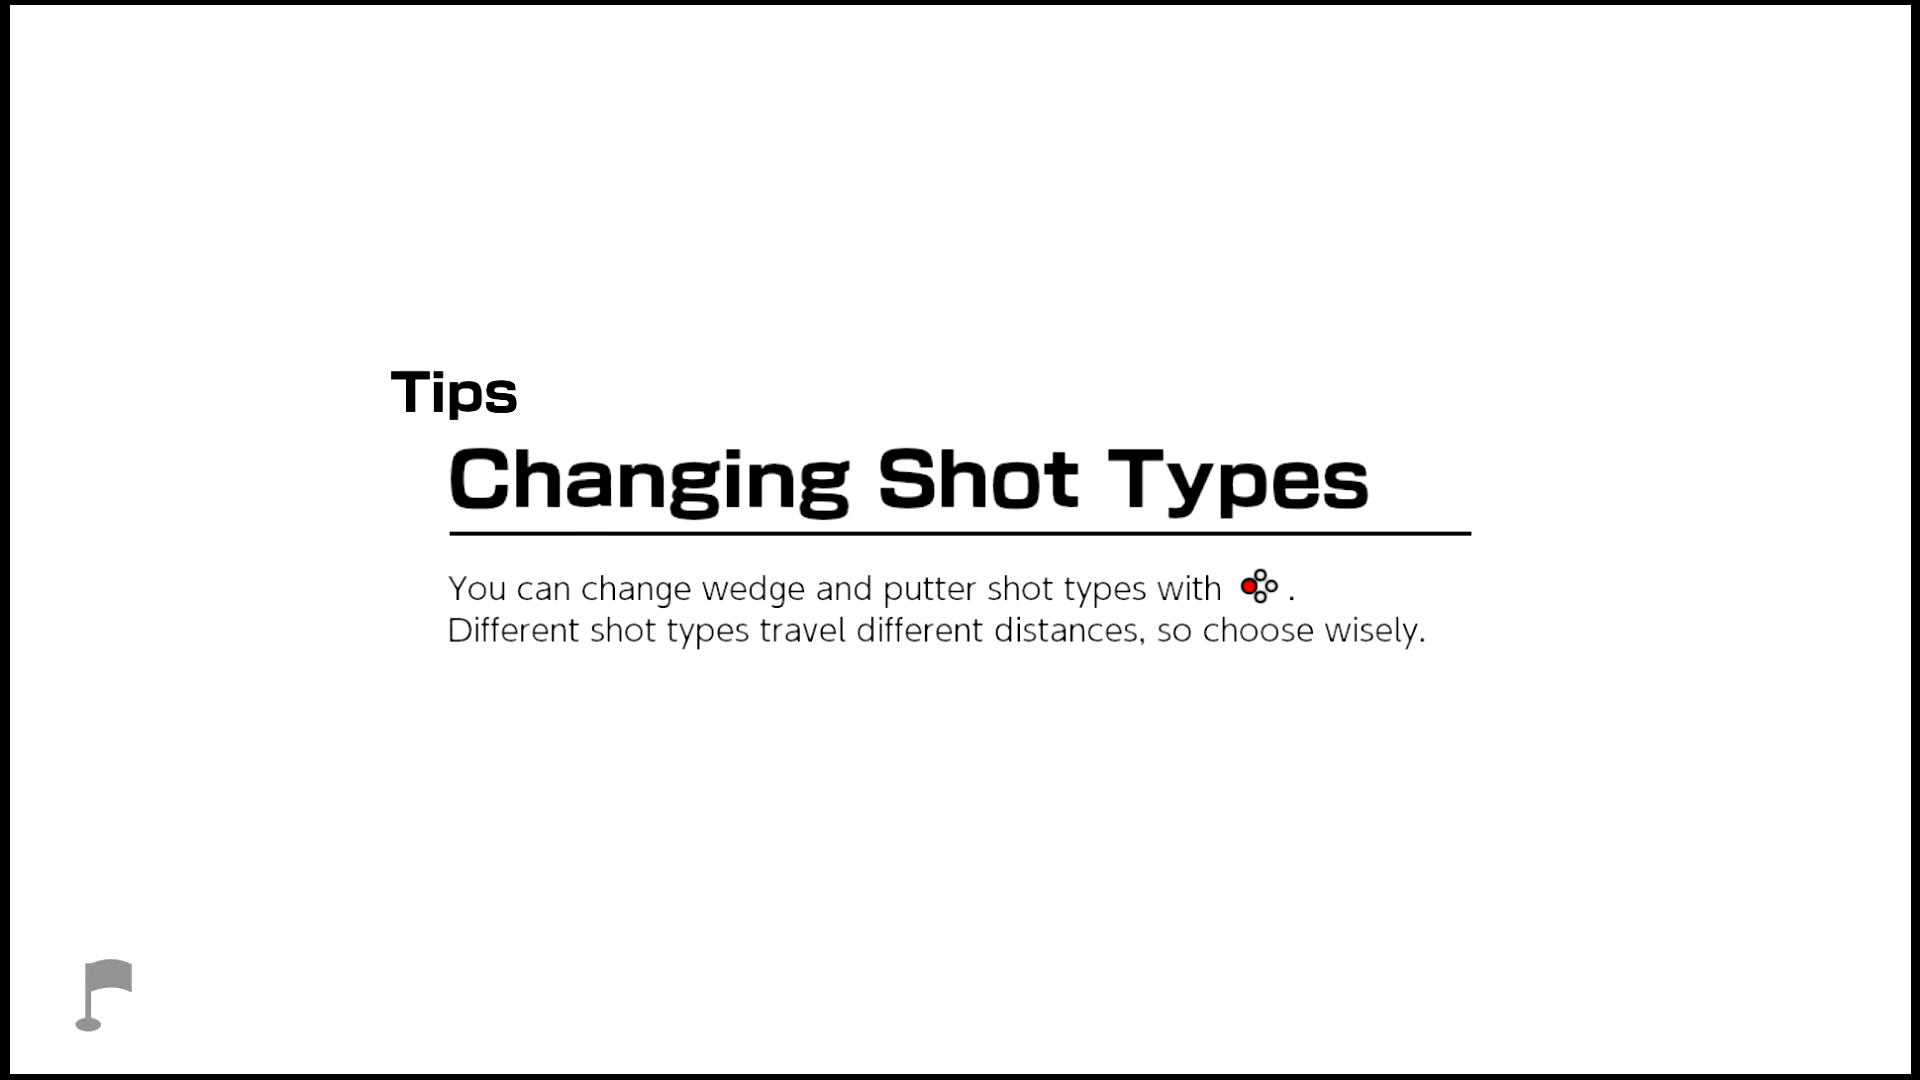 Tips
Changing Shot Types
You can change wedge and putter shot types with .
Different shot types travel different distances, so choose wisely.